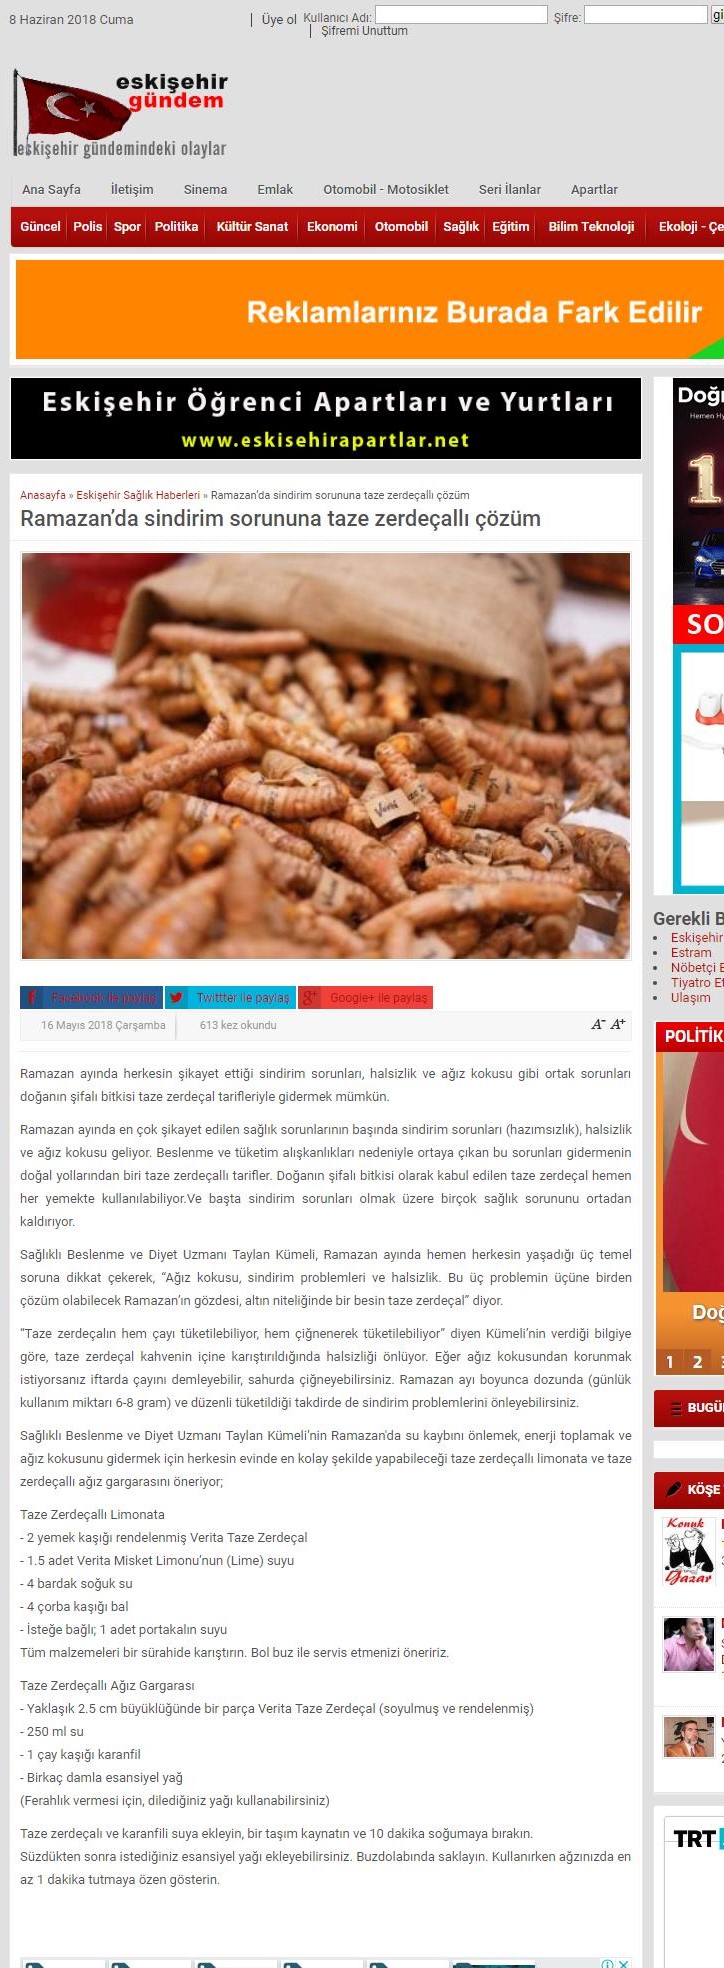 8 Haziran 2018 Cuma
Üye ol
Kullanıcı Adı:
Şifre:
Şifremi Unuttum
eskişehir
gündem
eskişehir gündemindeki olaylar
Ana Sayfa İletişim Sinema Emlak Otomobil - Motosiklet Seri İlanlar Apartlar
Güncel Polis Spor Politika Kültür Sanat Ekonomi Otomobil Sağlık Eğitim Bilim Teknoloji Ekoloji - Çe
Reklamlarınız Burada Fark Edilir
Eskişehir Öğrenci Apartları ve Yurtları
www.eskisehirapartlar.net
Anasayfa » Eskişehir Sağlık Haberleri » Ramazan’da sindirim sorununa taze zerdeçallı çözüm
Ramazan’da sindirim sorununa taze zerdeçallı çözüm
Facebook ile paylaş Twittter ile paylaş Google+ ile paylaş
16 Mayıs 2018 Çarşamba 613 kez okundu A- A+
Ramazan ayında herkesin şikayet ettiği sindirim sorunları, halsizlik ve ağız kokusu gibi ortak sorunları
doğanın şifalı bitkisi taze zerdeçal tarifleriyle gidermek mümkün.
Ramazan ayında en çok şikayet edilen sağlık sorunlarının başında sindirim sorunları (hazımsızlık), halsizlik
ve ağız kokusu geliyor. Beslenme ve tüketim alışkanlıkları nedeniyle ortaya çıkan bu sorunları gidermenin
doğal yollarından biri taze zerdeçallı tarifler. Doğanın şifalı bitkisi olarak kabul edilen taze zerdeçal hemen
her yemekte kullanılabiliyor.Ve başta sindirim sorunları olmak üzere birçok sağlık sorununu ortadan
kaldırıyor.
Sağlıklı Beslenme ve Diyet Uzmanı Taylan Kümeli, Ramazan ayında hemen herkesin yaşadığı üç temel
soruna dikkat çekerek, “Ağız kokusu, sindirim problemleri ve halsizlik. Bu üç problemin üçüne birden
çözüm olabilecek Ramazan’ın gözdesi, altın niteliğinde bir besin taze zerdeçal” diyor.
“Taze zerdeçalın hem çayı tüketilebiliyor, hem çiğnenerek tüketilebiliyor” diyen Kümeli’nin verdiği bilgiye
göre, taze zerdeçal kahvenin içine karıştırıldığında halsizliği önlüyor. Eğer ağız kokusundan korunmak
istiyorsanız iftarda çayını demleyebilir, sahurda çiğneyebilirsiniz. Ramazan ayı boyunca dozunda (günlük
kullanım miktarı 6-8 gram) ve düzenli tüketildiği takdirde de sindirim problemlerini önleyebilirsiniz.
Sağlıklı Beslenme ve Diyet Uzmanı Taylan Kümeli’nin Ramazan'da su kaybını önlemek, enerji toplamak ve
ağız kokusunu gidermek için herkesin evinde en kolay şekilde yapabileceği taze zerdeçallı limonata ve taze
zerdeçallı ağız gargarasını öneriyor;
Taze Zerdeçallı Limonata
- 2 yemek kaşığı rendelenmiş Verita Taze Zerdeçal
- 1.5 adet Verita Misket Limonu’nun (Lime) suyu
- 4 bardak soğuk su
- 4 çorba kaşığı bal
- İsteğe bağlı; 1 adet portakalın suyu
Tüm malzemeleri bir sürahide karıştırın. Bol buz ile servis etmenizi öneririz.
Taze Zerdeçallı Ağız Gargarası
- Yaklaşık 2.5 cm büyüklüğünde bir parça Verita Taze Zerdeçal (soyulmuş ve rendelenmiş)
- 250 ml su
- 1 çay kaşığı karanfil
- Birkaç damla esansiyel yağ
(Ferahlık vermesi için, dilediğiniz yağı kullanabilirsiniz)
Taze zerdeçalı ve karanfili suya ekleyin, bir taşım kaynatın ve 10 dakika soğumaya bırakın.
Süzdükten sonra istediğiniz esansiyel yağı ekleyebilirsiniz. Buzdolabında saklayın. Kullanırken ağzınızda en
az 1 dakika tutmaya özen gösterin.
Doğ
Hemen Hy
1
SO
Gerekli B
Eskişehir
Estram
Nöbetçi E
Tiyatro Et
Ulaşım
POLİTİK
Doğ
1 2
BUGÜ
KÖŞE
Konuk
Yazar
TRT